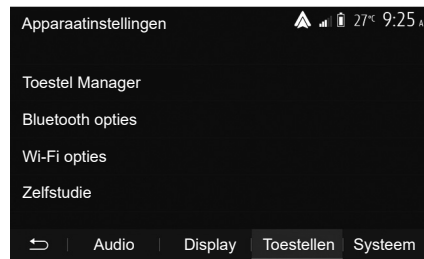 Apparaatinstellingen 27°C 9:25 A
Toestel Manager
Bluetooth opties
Wi-Fi opties
Zelfstudie
Audio Display Toestellen Systeem